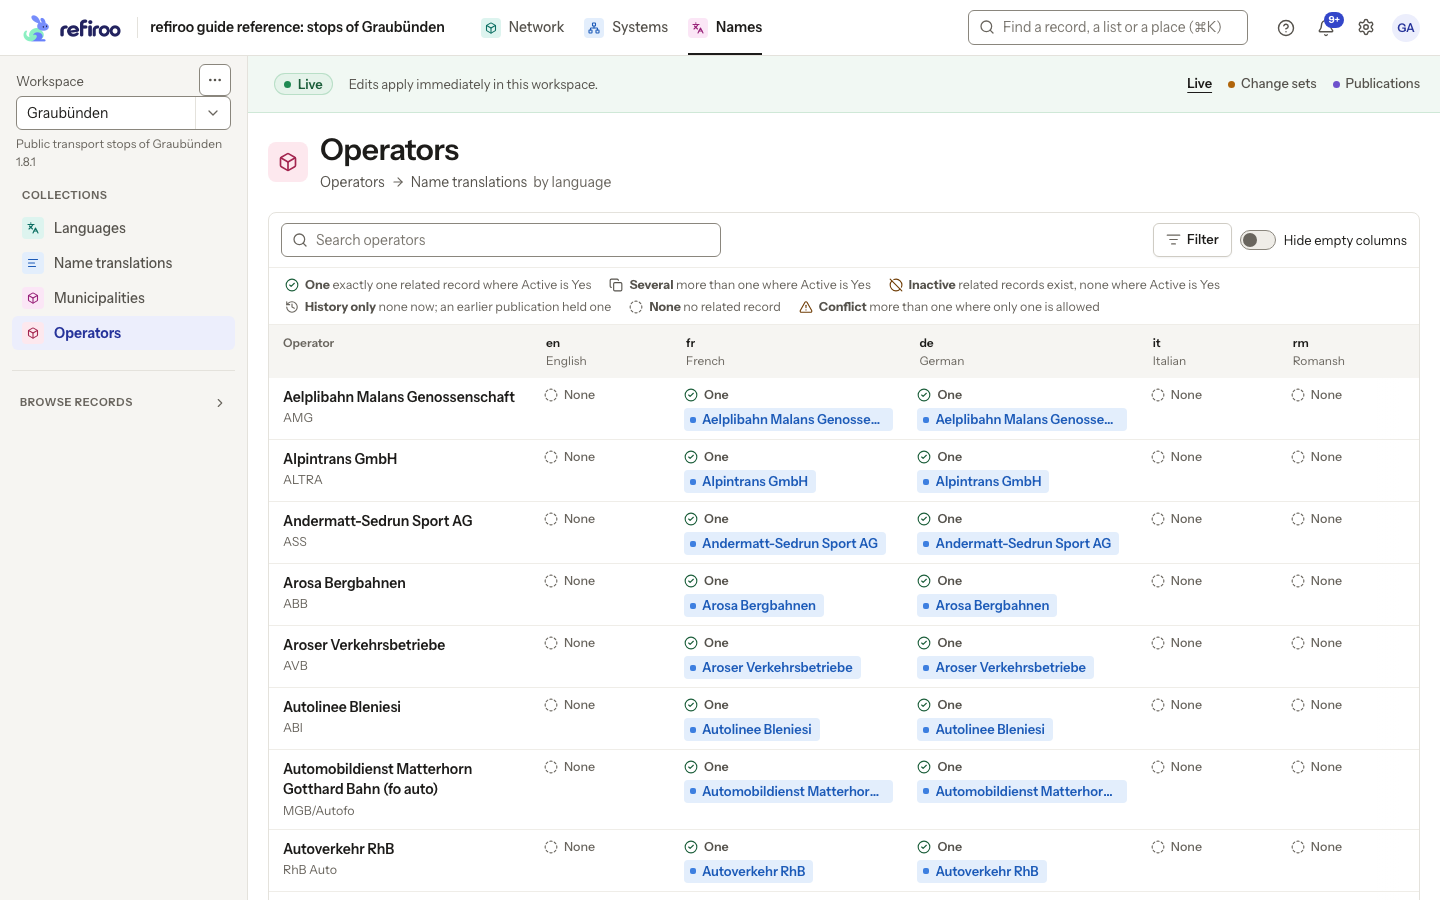 refiroo
refiroo guide reference: stops of Graubünden
Network
Systems
Names
Find a record, a list or a place (⌘K)
9+
GA
Workspace
Graubünden
Public transport stops of Graubünden
1.8.1
COLLECTIONS
Languages
Name translations
Municipalities
Operators
BROWSE RECORDS
Live
Edits apply immediately in this workspace.
Live
Change sets
Publications
Operators
Operators → Name translations by language
Search operators
Filter
Hide empty columns
One exactly one related record where Active is Yes
Several more than one where Active is Yes
Inactive related records exist, none where Active is Yes
History only none now; an earlier publication held one
None no related record
Conflict more than one where only one is allowed
Operator
en
English
fr
French
de
German
it
Italian
rm
Romansh
Aelplibahn Malans Genossenschaft
AMG
None
One
Aelplibahn Malans Genosse...
One
Aelplibahn Malans Genosse...
None
None
Alpintrans GmbH
ALTRA
None
One
Alpintrans GmbH
One
Alpintrans GmbH
None
None
Andermatt-Sedrun Sport AG
ASS
None
One
Andermatt-Sedrun Sport AG
One
Andermatt-Sedrun Sport AG
None
None
Arosa Bergbahnen
ABB
None
One
Arosa Bergbahnen
One
Arosa Bergbahnen
None
None
Aroser Verkehrsbetriebe
AVB
None
One
Aroser Verkehrsbetriebe
One
Aroser Verkehrsbetriebe
None
None
Autolinee Bleniesi
ABl
None
One
Autolinee Bleniesi
One
Autolinee Bleniesi
None
None
Automobildienst Matterhorn
Gotthard Bahn (fo auto)
MGB/Autofo
None
One
Automobildienst Matterhor...
One
Automobildienst Matterhor...
None
None
Autoverkehr RhB
RhB Auto
None
One
Autoverkehr RhB
One
Autoverkehr RhB
None
None